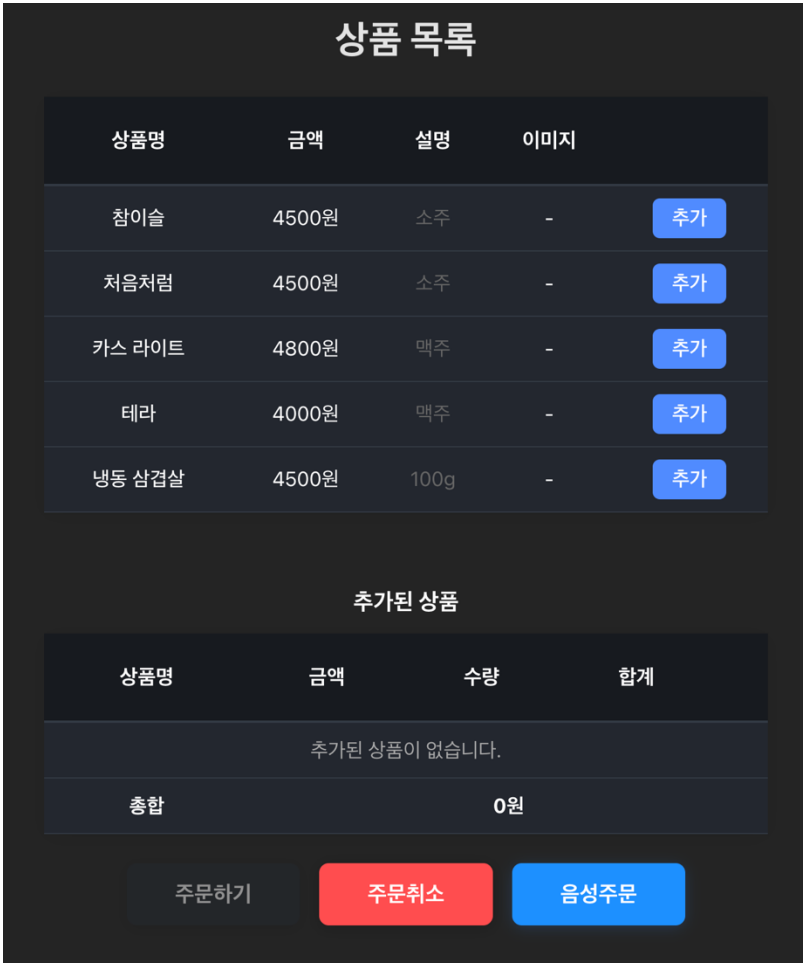 상품 목록
상품명 금액 설명 이미지
참이슬 4500원 소주 - 추가
처음처럼 4500원 소주 - 추가
카스 라이트 4800원 맥주 - 추가
테라 4000원 맥주 - 추가
냉동 삼겹살 4500원 100g - 추가
추가된 상품
상품명 금액 수량 합계
추가된 상품이 없습니다.
총합 0원
주문하기 주문취소 음성주문